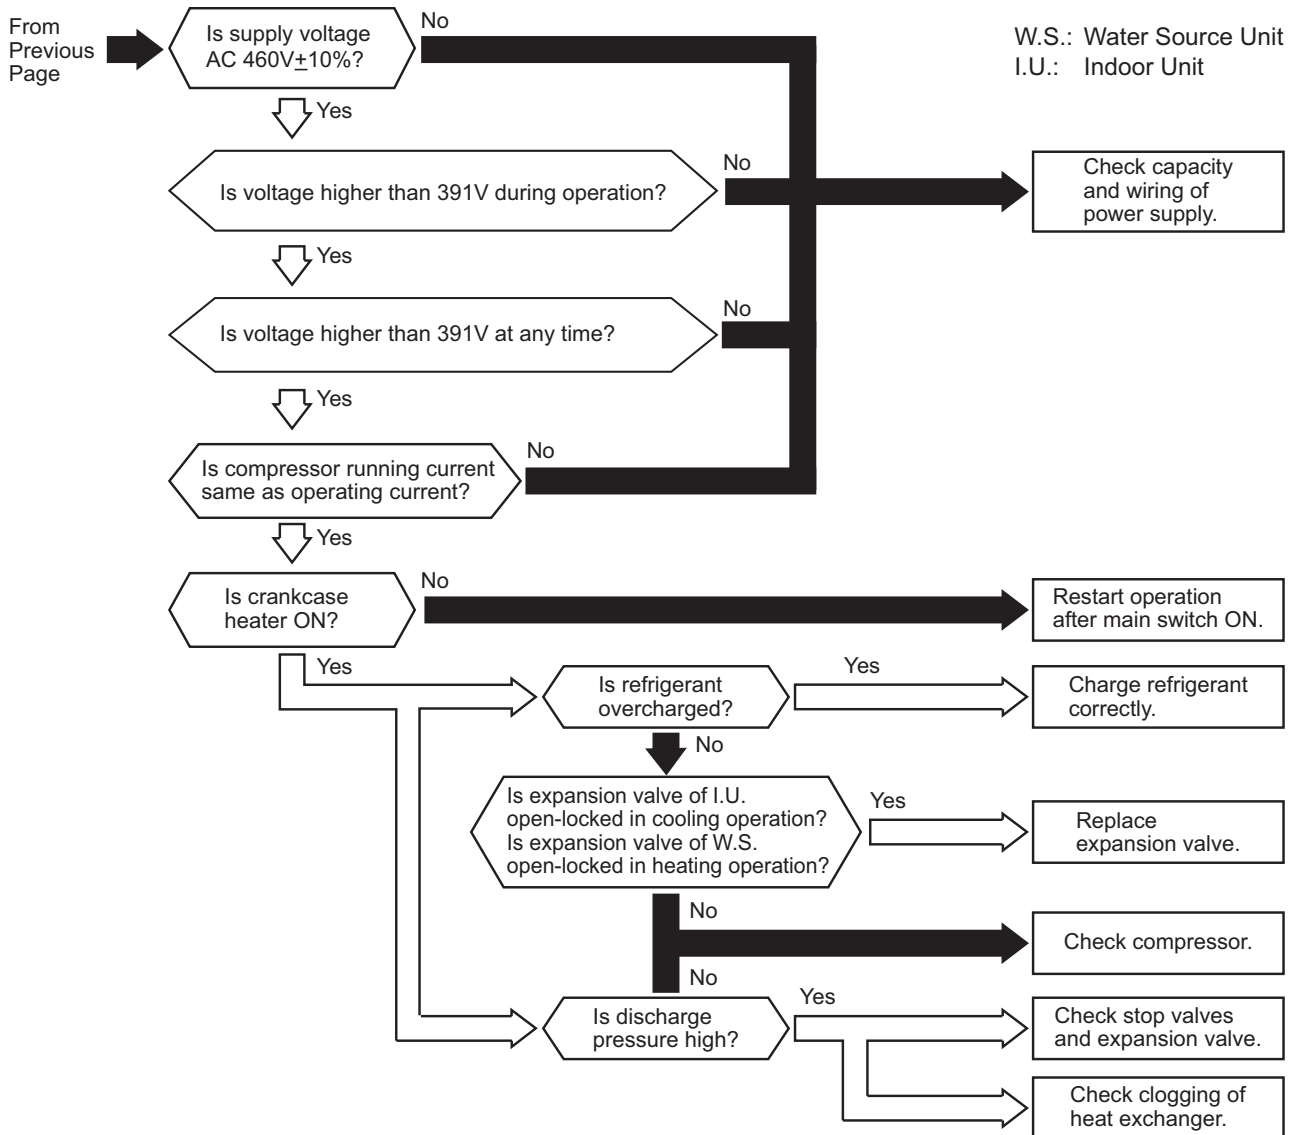 From
Previous
Page
Is supply voltage
AC 460V±10%?
No
W.S.: Water Source Unit
I.U.: Indoor Unit
Yes
Is voltage higher than 391V during operation?
No
Check capacity
and wiring of
power supply.
Yes
Is voltage higher than 391V at any time?
No
Yes
Is compressor running current
same as operating current?
No
Yes
Is crankcase
heater ON?
No
Restart operation
after main switch ON.
Yes
Is refrigerant
overcharged?
Yes
Charge refrigerant
correctly.
No
Is expansion valve of I.U.
open-locked in cooling operation?
Is expansion valve of W.S.
open-locked in heating operation?
Yes
Replace
expansion valve.
No
Check compressor.
No
Is discharge
pressure high?
Yes
Check stop valves
and expansion valve.
Check clogging of
heat exchanger.